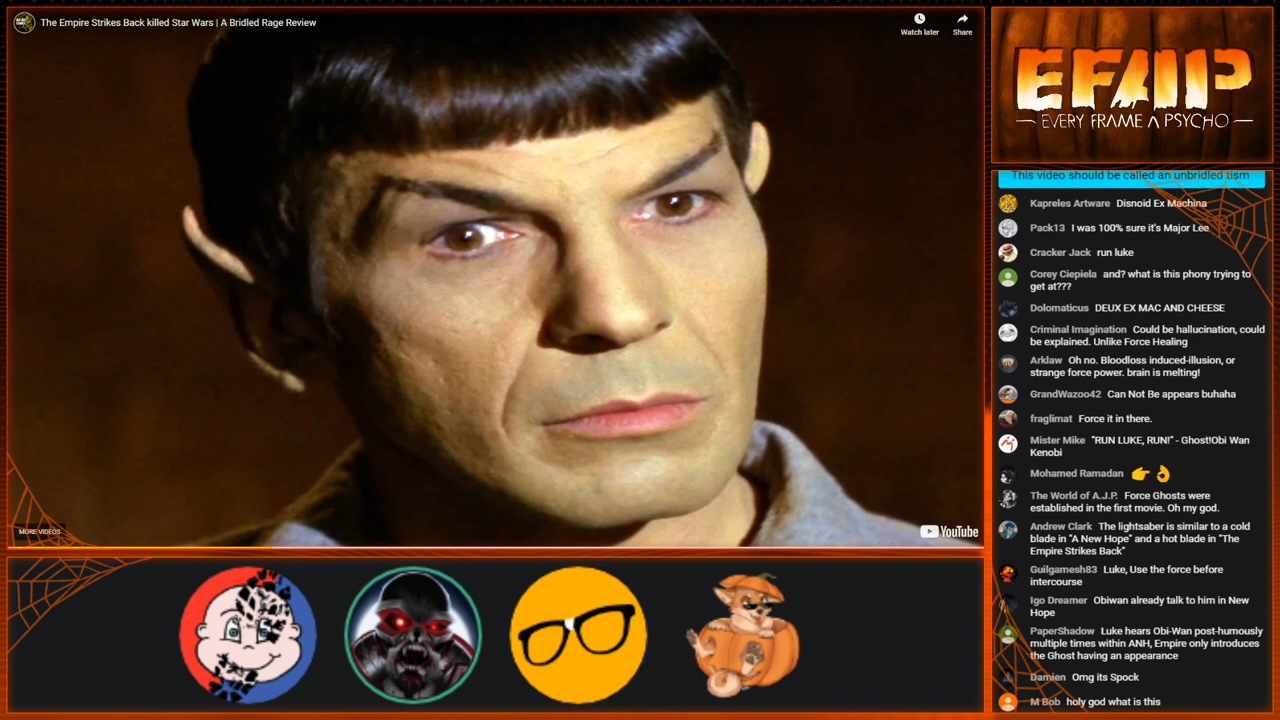 The Empire Strikes Back killed Star Wars | A Bridled Rage Review
Watch later
Share
MORE VIDEOS
YouTube
EFAP
EVERY FRAME A PSYCHO
This video should be called an unbridled tism
Kapreles Artware Disnoid Ex Machina
Pack13 I was 100% sure it's Major Lee
Cracker Jack run luke
Corey Ciepiela and? what is this phony trying to
get at???
Dolomaticus DEUX EX MAC AND CHEESE
Criminal Imagination Could be hallucination, could
be explained. Unlike Force Healing
Arklaw Oh no. Bloodloss induced-illusion, or
strange force power. brain is melting!
GrandWazoo42 Can Not Be appears buhaha
fraglimat Force it in there.
Mister Mike "RUN LUKE, RUN!" - Ghost!Obi Wan
Kenobi
Mohamed Ramadan 👉 👌
The World of A.J.P. Force Ghosts were
established in the first movie. Oh my god.
Andrew Clark The lightsaber is similar to a cold
blade in "A New Hope" and a hot blade in "The
Empire Strikes Back"
Guilgamesh83 Luke, Use the force before
intercourse
Igo Dreamer Obiwan already talk to him in New
Hope
PaperShadow Luke hears Obi-Wan post-humously
multiple times within ANH, Empire only introduces
the Ghost having an appearance
Damien Omg its Spock
M Bob holy god what is this